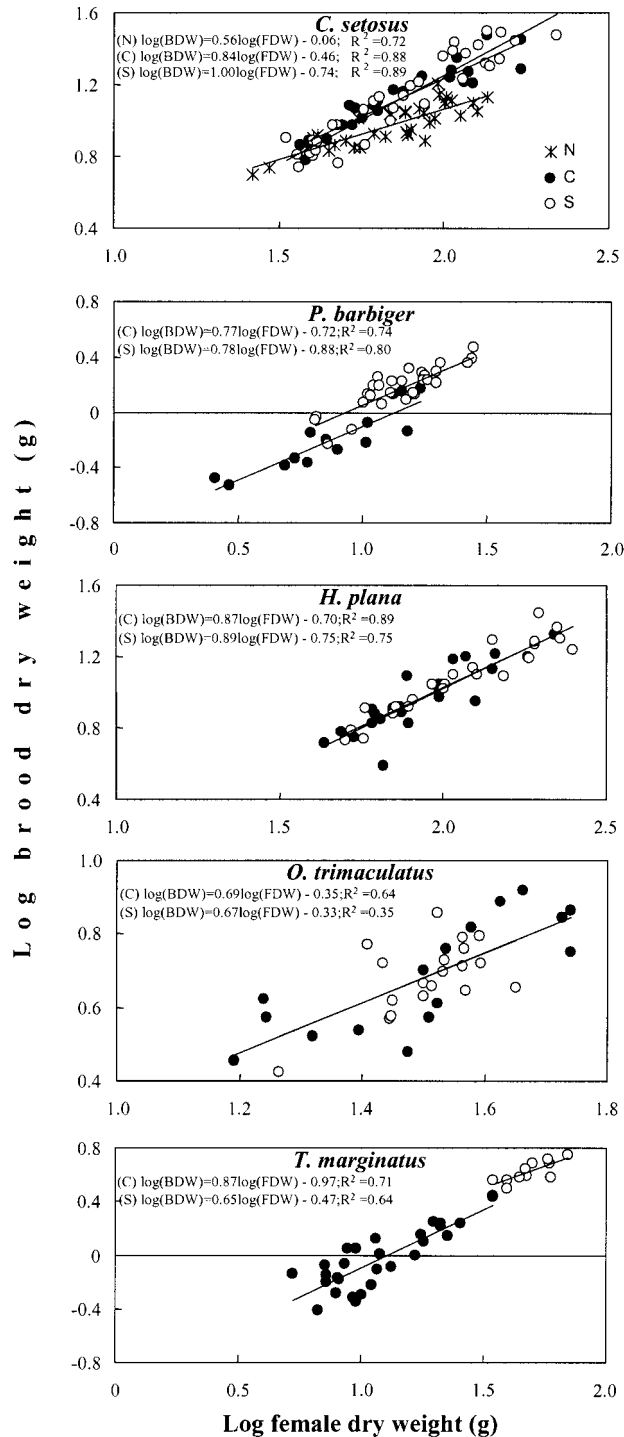 C. setosus
(N) log(BDW)=0.56log(FDW) - 0.06; R² = 0.72
(C) log(BDW)=0.84log(FDW) - 0.46; R² = 0.88
(S) log(BDW)=1.00log(FDW) - 0.74; R² = 0.89
1.6
1.2
0.8
0.4
N
C
S
1.0 1.5 2.0 2.5
P. barbiger
(C) log(BDW)=0.77log(FDW) - 0.72;R² =0.74
(S) log(BDW)=0.78log(FDW) - 0.88;R² =0.80
0.8
0.4
0
-0.4
-0.8
0 0.5 1.0 1.5 2.0
H. plana
(C) log(BDW)=0.87log(FDW) - 0.70;R² =0.89
(S) log(BDW)=0.89log(FDW) - 0.75;R² =0.75
1.6
1.2
0.8
0.4
1.0 1.5 2.0 2.5
O. trimaculatus
(C) log(BDW)=0.69log(FDW) - 0.35;R² =0.64
(S) log(BDW)=0.67log(FDW) - 0.33;R² =0.35
1.0
0.8
0.6
0.4
1.0 1.2 1.4 1.6 1.8
T. marginatus
(C) log(BDW)=0.87log(FDW) - 0.97;R² =0.71
(S) log(BDW)=0.65log(FDW) - 0.47;R² =0.64
0.8
0.4
0
-0.4
-0.8
0 0.5 1.0 1.5 2.0
Log female dry weight (g)
Log brood dry weight (g)